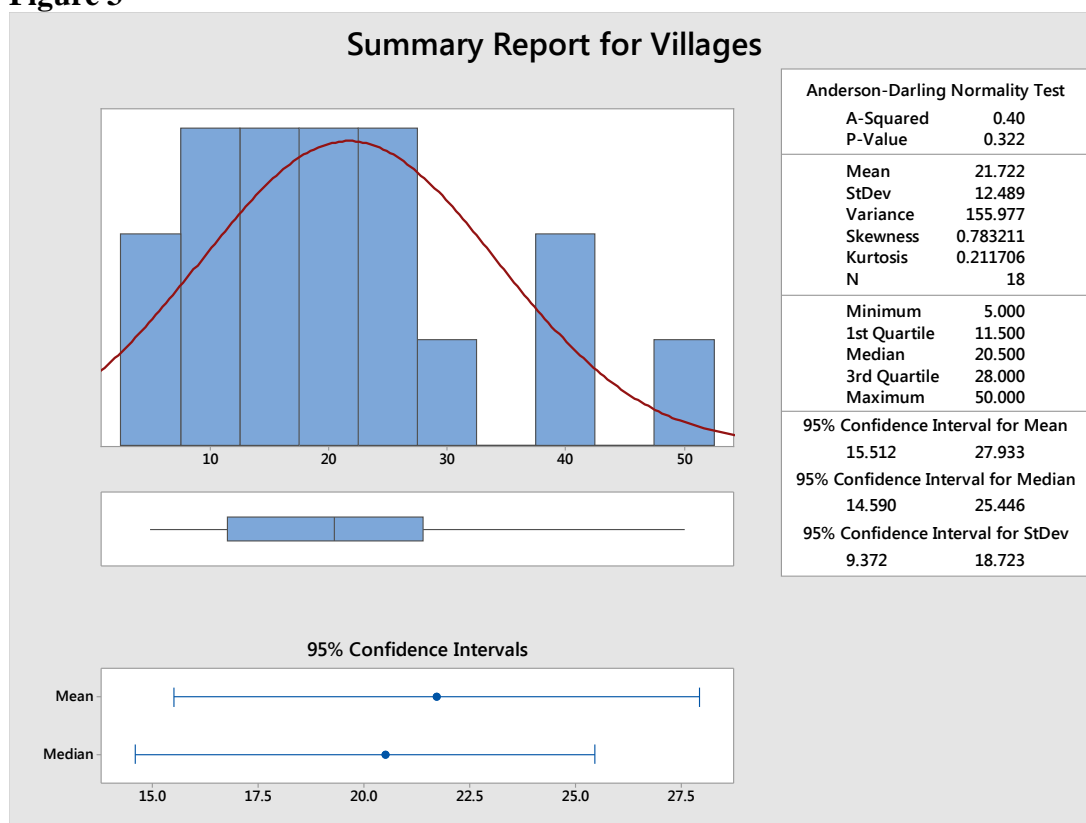 Summary Report for Villages
Anderson-Darling Normality Test
A-Squared 0.40
P-Value 0.322
Mean 21.722
StDev 12.489
Variance 155.977
Skewness 0.783211
Kurtosis 0.211706
N 18
Minimum 5.000
1st Quartile 11.500
Median 20.500
3rd Quartile 28.000
Maximum 50.000
95% Confidence Interval for Mean
15.512 27.933
95% Confidence Interval for Median
14.590 25.446
95% Confidence Interval for StDev
9.372 18.723
10 20 30 40 50
95% Confidence Intervals
Mean
Median
15.0 17.5 20.0 22.5 25.0 27.5